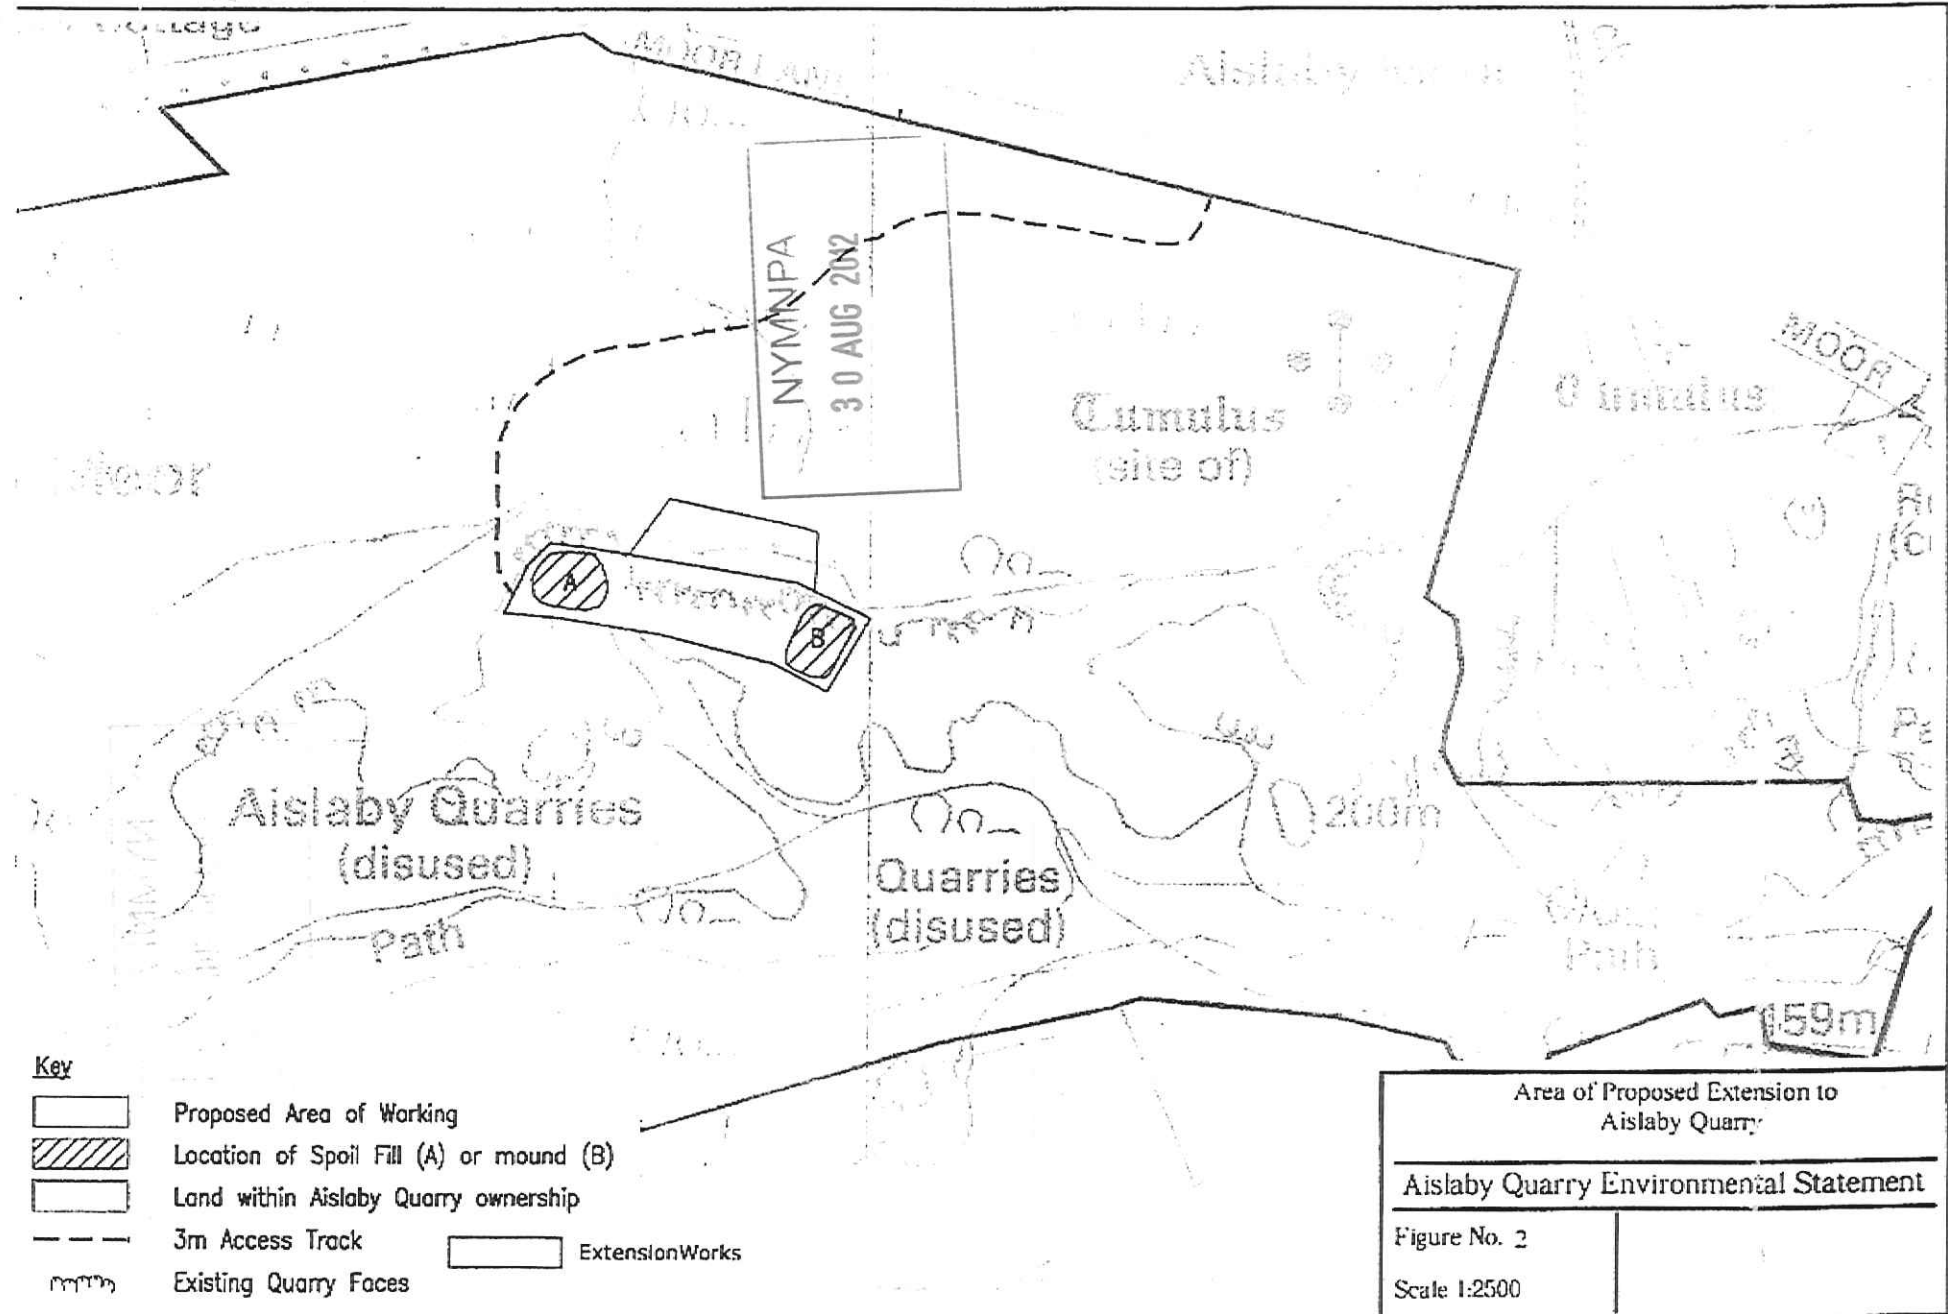 MOOR LANE
Aislaby
NYMNPA
30 AUG 2012
Tumulus
(site of)
MOOR
A
B
Aislaby Quarries
(disused)
Path
Quarries
(disused)
200m
Path
159m
Key
Proposed Area of Working
Location of Spoil Fill (A) or mound (B)
Land within Aislaby Quarry ownership
3m Access Track
ExtensionWorks
Existing Quarry Faces
Area of Proposed Extension to
Aislaby Quarry
Aislaby Quarry Environmental Statement
Figure No. 2
Scale 1:2500